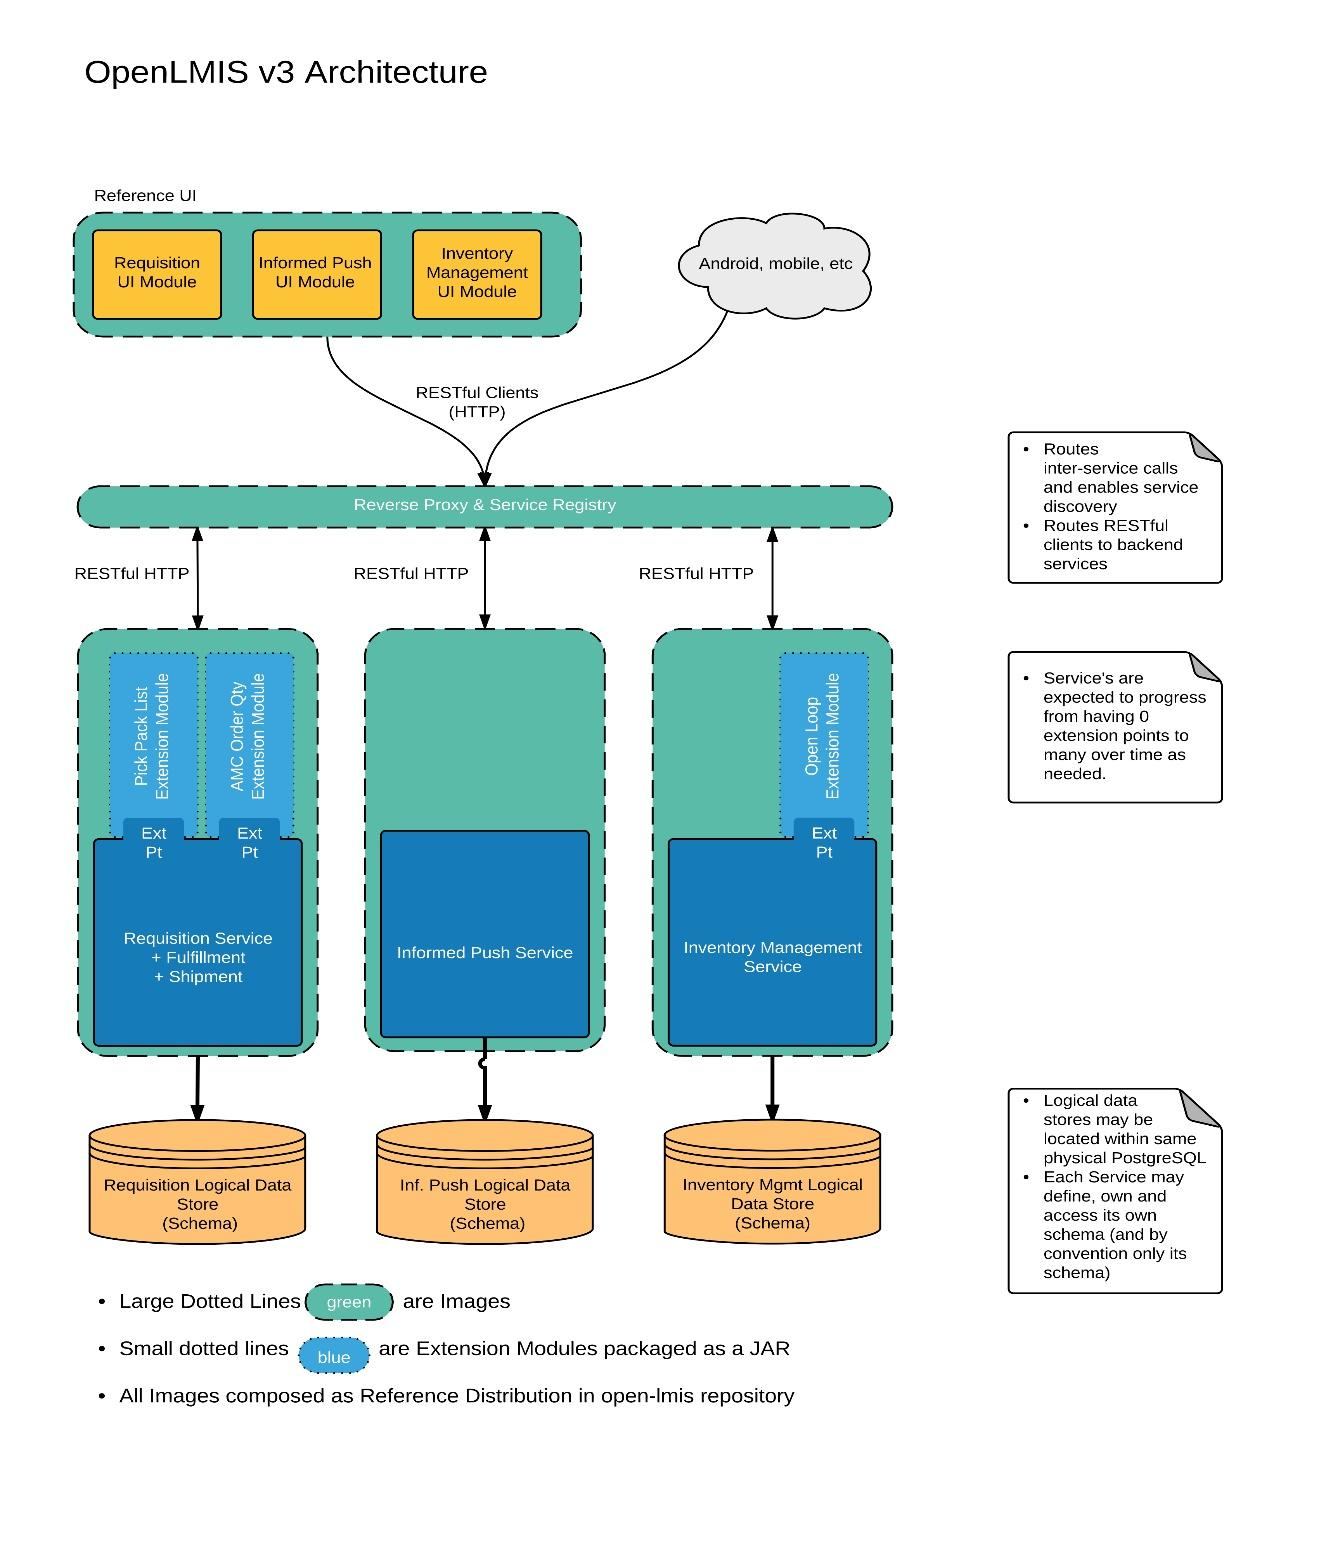 OpenLMIS v3 Architecture
Reference UI
Requisition
UI Module
Informed Push
UI Module
Inventory
Management
UI Module
Android, mobile, etc
RESTful Clients
(HTTP)
Reverse Proxy & Service Registry
• Routes
inter-service calls
and enables service
discovery
• Routes RESTful
clients to backend
services
RESTful HTTP
RESTful HTTP
RESTful HTTP
Pick Pack List
Extension Module
AMC Order Qty
Extension Module
Open Loop
Extension Module
• Service's are
expected to progress
from having 0
extension points to
many over time as
needed.
Ext
Pt
Ext
Pt
Ext
Pt
Requisition Service
+ Fulfillment
+ Shipment
Informed Push Service
Inventory Management
Service
Requisition Logical Data
Store
(Schema)
Inf. Push Logical Data
Store
(Schema)
Inventory Mgmt Logical
Data Store
(Schema)
• Logical data
stores may be
located within same
physical PostgreSQL
• Each Service may
define, own and
access its own
schema (and by
convention only its
schema)
• Large Dotted Lines green are Images
• Small dotted lines blue are Extension Modules packaged as a JAR
• All Images composed as Reference Distribution in open-lmis repository